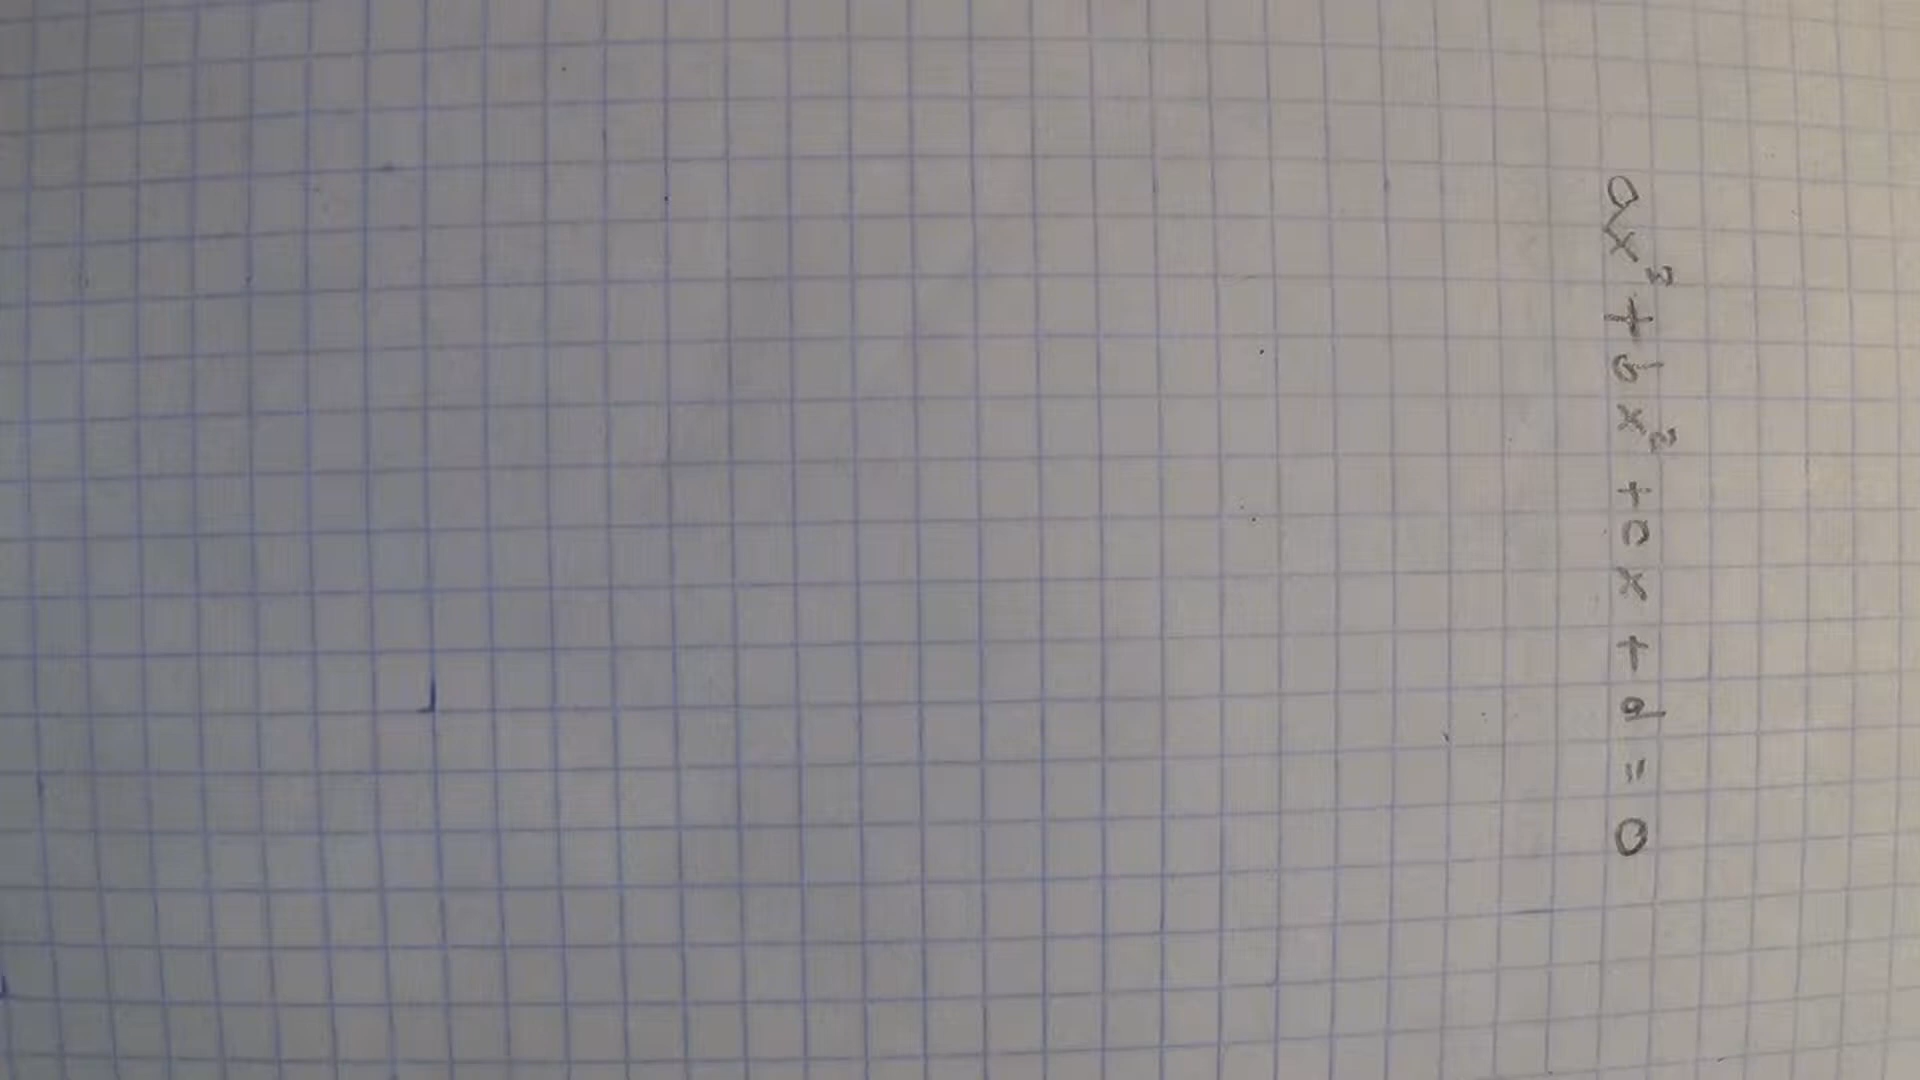 ax³ + bx² + cx + d = 0